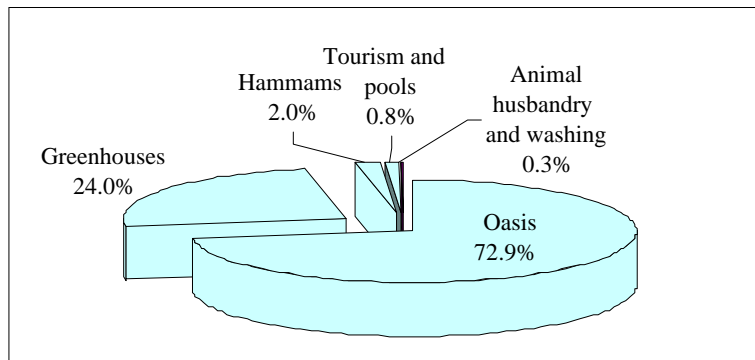 Greenhouses
24.0%
Hammams
2.0%
Tourism and
pools
0.8%
Animal
husbandry
and washing
0.3%
Oasis
72.9%